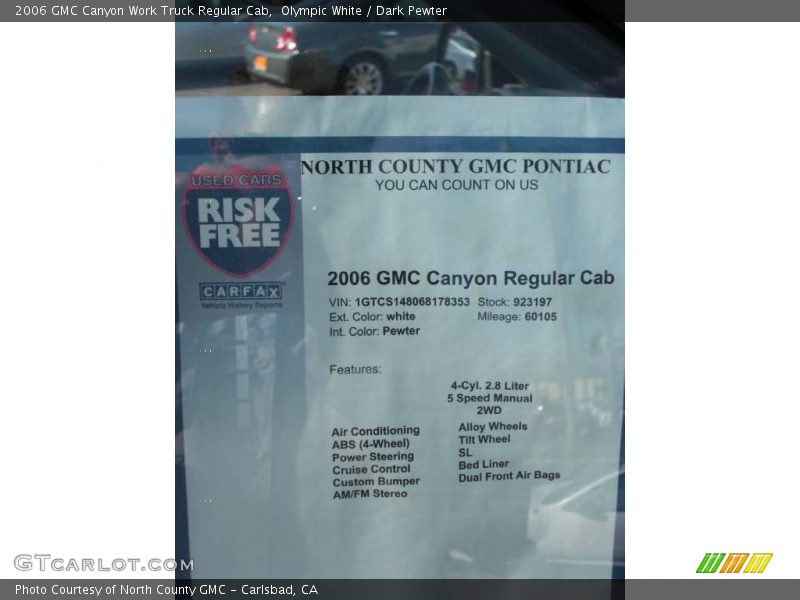 2006 GMC Canyon Work Truck Regular Cab,  Olympic White / Dark Pewter
USED CARS
RISK
FREE
CARFAX
Vehicle History Reports
NORTH COUNTY GMC PONTIAC
YOU CAN COUNT ON US
2006 GMC Canyon Regular Cab
VIN: 1GTCS148068178353  Stock: 923197
Ext. Color: white  Mileage: 60105
Int. Color: Pewter
Features:
4-Cyl. 2.8 Liter
5 Speed Manual
2WD
Air Conditioning
ABS (4-Wheel)
Power Steering
Cruise Control
Custom Bumper
AM/FM Stereo
Alloy Wheels
Tilt Wheel
SL
Bed Liner
Dual Front Air Bags
GTcarlot.com
Photo Courtesy of North County GMC - Carlsbad, CA